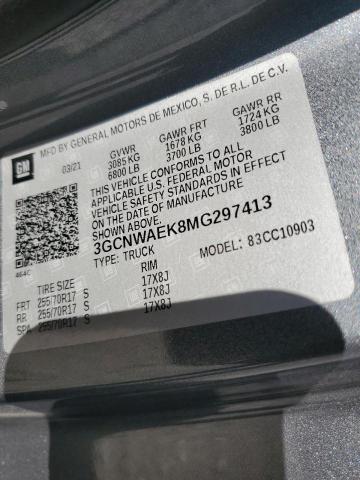 GM
MFD BY GENERAL MOTORS DE MEXICO, S. DE R.L. DE C.V.
03/21
GVWR
3085 KG
6800 LB
GAWR FRT
1678 KG
3700 LB
GAWR RR
1724 KG
3800 LB
THIS VEHICLE CONFORMS TO ALL
APPLICABLE U.S. FEDERAL MOTOR
VEHICLE SAFETY STANDARDS IN EFFECT
ON THE DATE OF MANUFACTURE
SHOWN ABOVE.
3GCNWAEK8MG297413
TYPE: TRUCK
MODEL: 83CC10903
464C
TIRE SIZE RIM
FRT 255/70R17 S 17X8J
RR 255/70R17 S 17X8J
SPA 255/70R17 S 17X8J